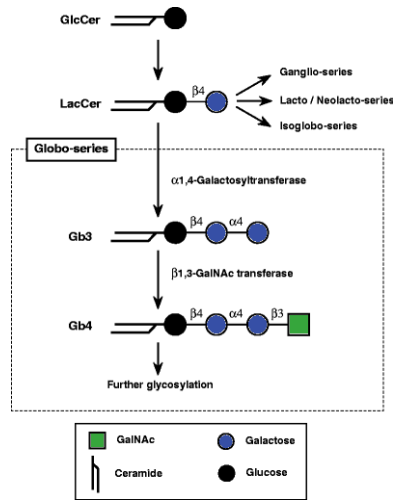 GlcCer
LacCer
β4
Ganglio-series
Lacto / Neolacto-series
Isoglobo-series
Globo-series
α1,4-Galactosyltransferase
Gb3
β4
α4
β1,3-GalNAc transferase
Gb4
β4
α4
β3
Further glycosylation
GalNAc
Galactose
Ceramide
Glucose